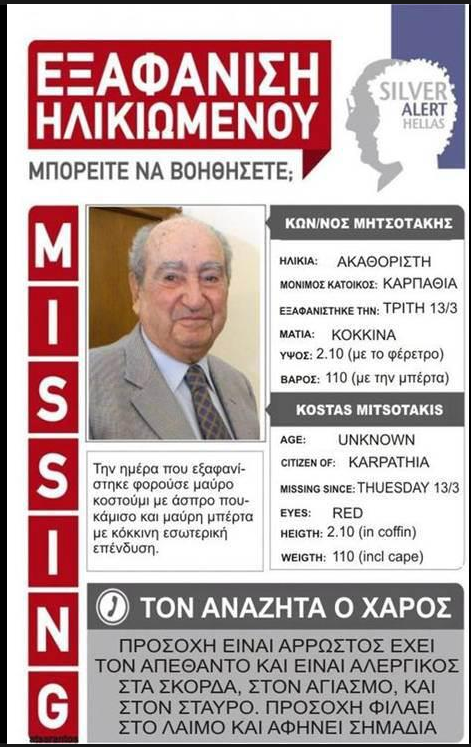 ΕΞΑΦΑΝΙΣΗ
ΗΛΙΚΙΩΜΕΝΟΥ
ΜΠΟΡΕΙΤΕ ΝΑ ΒΟΗΘΗΣΕΤΕ;
SILVER
ALERT
HELLAS
MISSING
ΚΩΝ/ΝΟΣ ΜΗΤΣΟΤΑΚΗΣ
ΗΛΙΚΙΑ: ΑΚΑΘΟΡΙΣΤΗ
ΜΟΝΙΜΟΣ ΚΑΤΟΙΚΟΣ: ΚΑΡΠΑΘΙΑ
ΕΞΑΦΑΝΙΣΤΗΚΕ ΤΗΝ: ΤΡΙΤΗ 13/3
ΜΑΤΙΑ: ΚΟΚΚΙΝΑ
ΥΨΟΣ: 2.10 (με το φέρετρο)
ΒΑΡΟΣ: 110 (με την μπέρτα)
KOSTAS MITSOTAKIS
AGE: UNKNOWN
CITIZEN OF: KARPATHIA
MISSING SINCE: THUESDAY 13/3
EYES: RED
HEIGTH: 2.10 (in coffin)
WEIGTH: 110 (incl cape)
Την ημέρα που εξαφανί-
στηκε φορούσε μαύρο
κοστούμι με άσπρο που-
κάμισο και μαύρη μπέρτα
με κόκκινη εσωτερική
επένδυση.
ΤΟΝ ΑΝΑΖΗΤΑ Ο ΧΑΡΟΣ
ΠΡΟΣΟΧΗ ΕΙΝΑΙ ΑΡΡΩΣΤΟΣ ΕΧΕΙ
ΤΟΝ ΑΠΕΘΑΝΤΟ ΚΑΙ ΕΙΝΑΙ ΑΛΕΡΓΙΚΟΣ
ΣΤΑ ΣΚΟΡΔΑ, ΣΤΟΝ ΑΓΙΑΣΜΟ, ΚΑΙ
ΣΤΟΝ ΣΤΑΥΡΟ. ΠΡΟΣΟΧΗ ΦΙΛΑΕΙ
ΣΤΟ ΛΑΙΜΟ ΚΑΙ ΑΦΗΝΕΙ ΣΗΜΑΔΙΑ